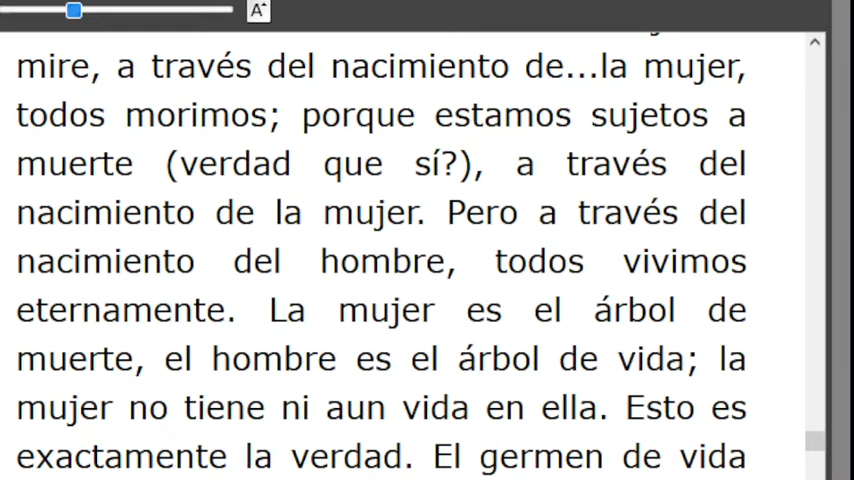 A
mire, a través del nacimiento de...la mujer,
todos morimos; porque estamos sujetos a
muerte (verdad que sí?), a través del
nacimiento de la mujer. Pero a través del
nacimiento del hombre, todos vivimos
eternamente. La mujer es el árbol de
muerte, el hombre es el árbol de vida; la
mujer no tiene ni aun vida en ella. Esto es
exactamente la verdad. El germen de vida